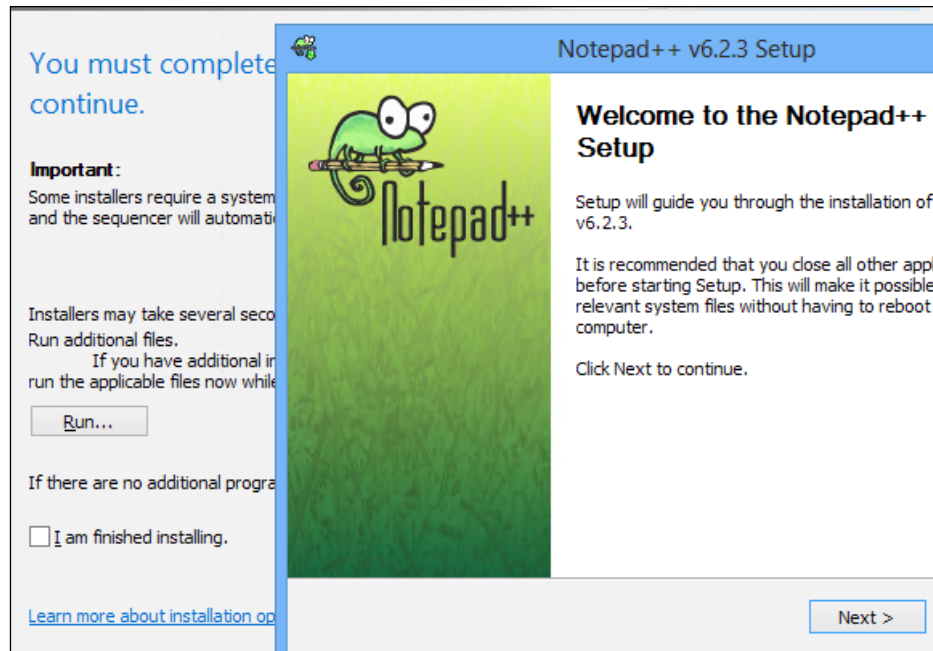 You must complete
continue.
Important:
Some installers require a system
and the sequencer will automati
Installers may take several seco
Run additional files.
If you have additional in
run the applicable files now while
Run...
If there are no additional progra
I am finished installing.
Learn more about installation op
Notepad++ v6.2.3 Setup
Notepad++
Welcome to the Notepad++
Setup
Setup will guide you through the installation of
v6.2.3.
It is recommended that you close all other appl
before starting Setup. This will make it possible
relevant system files without having to reboot
computer.
Click Next to continue.
Next >